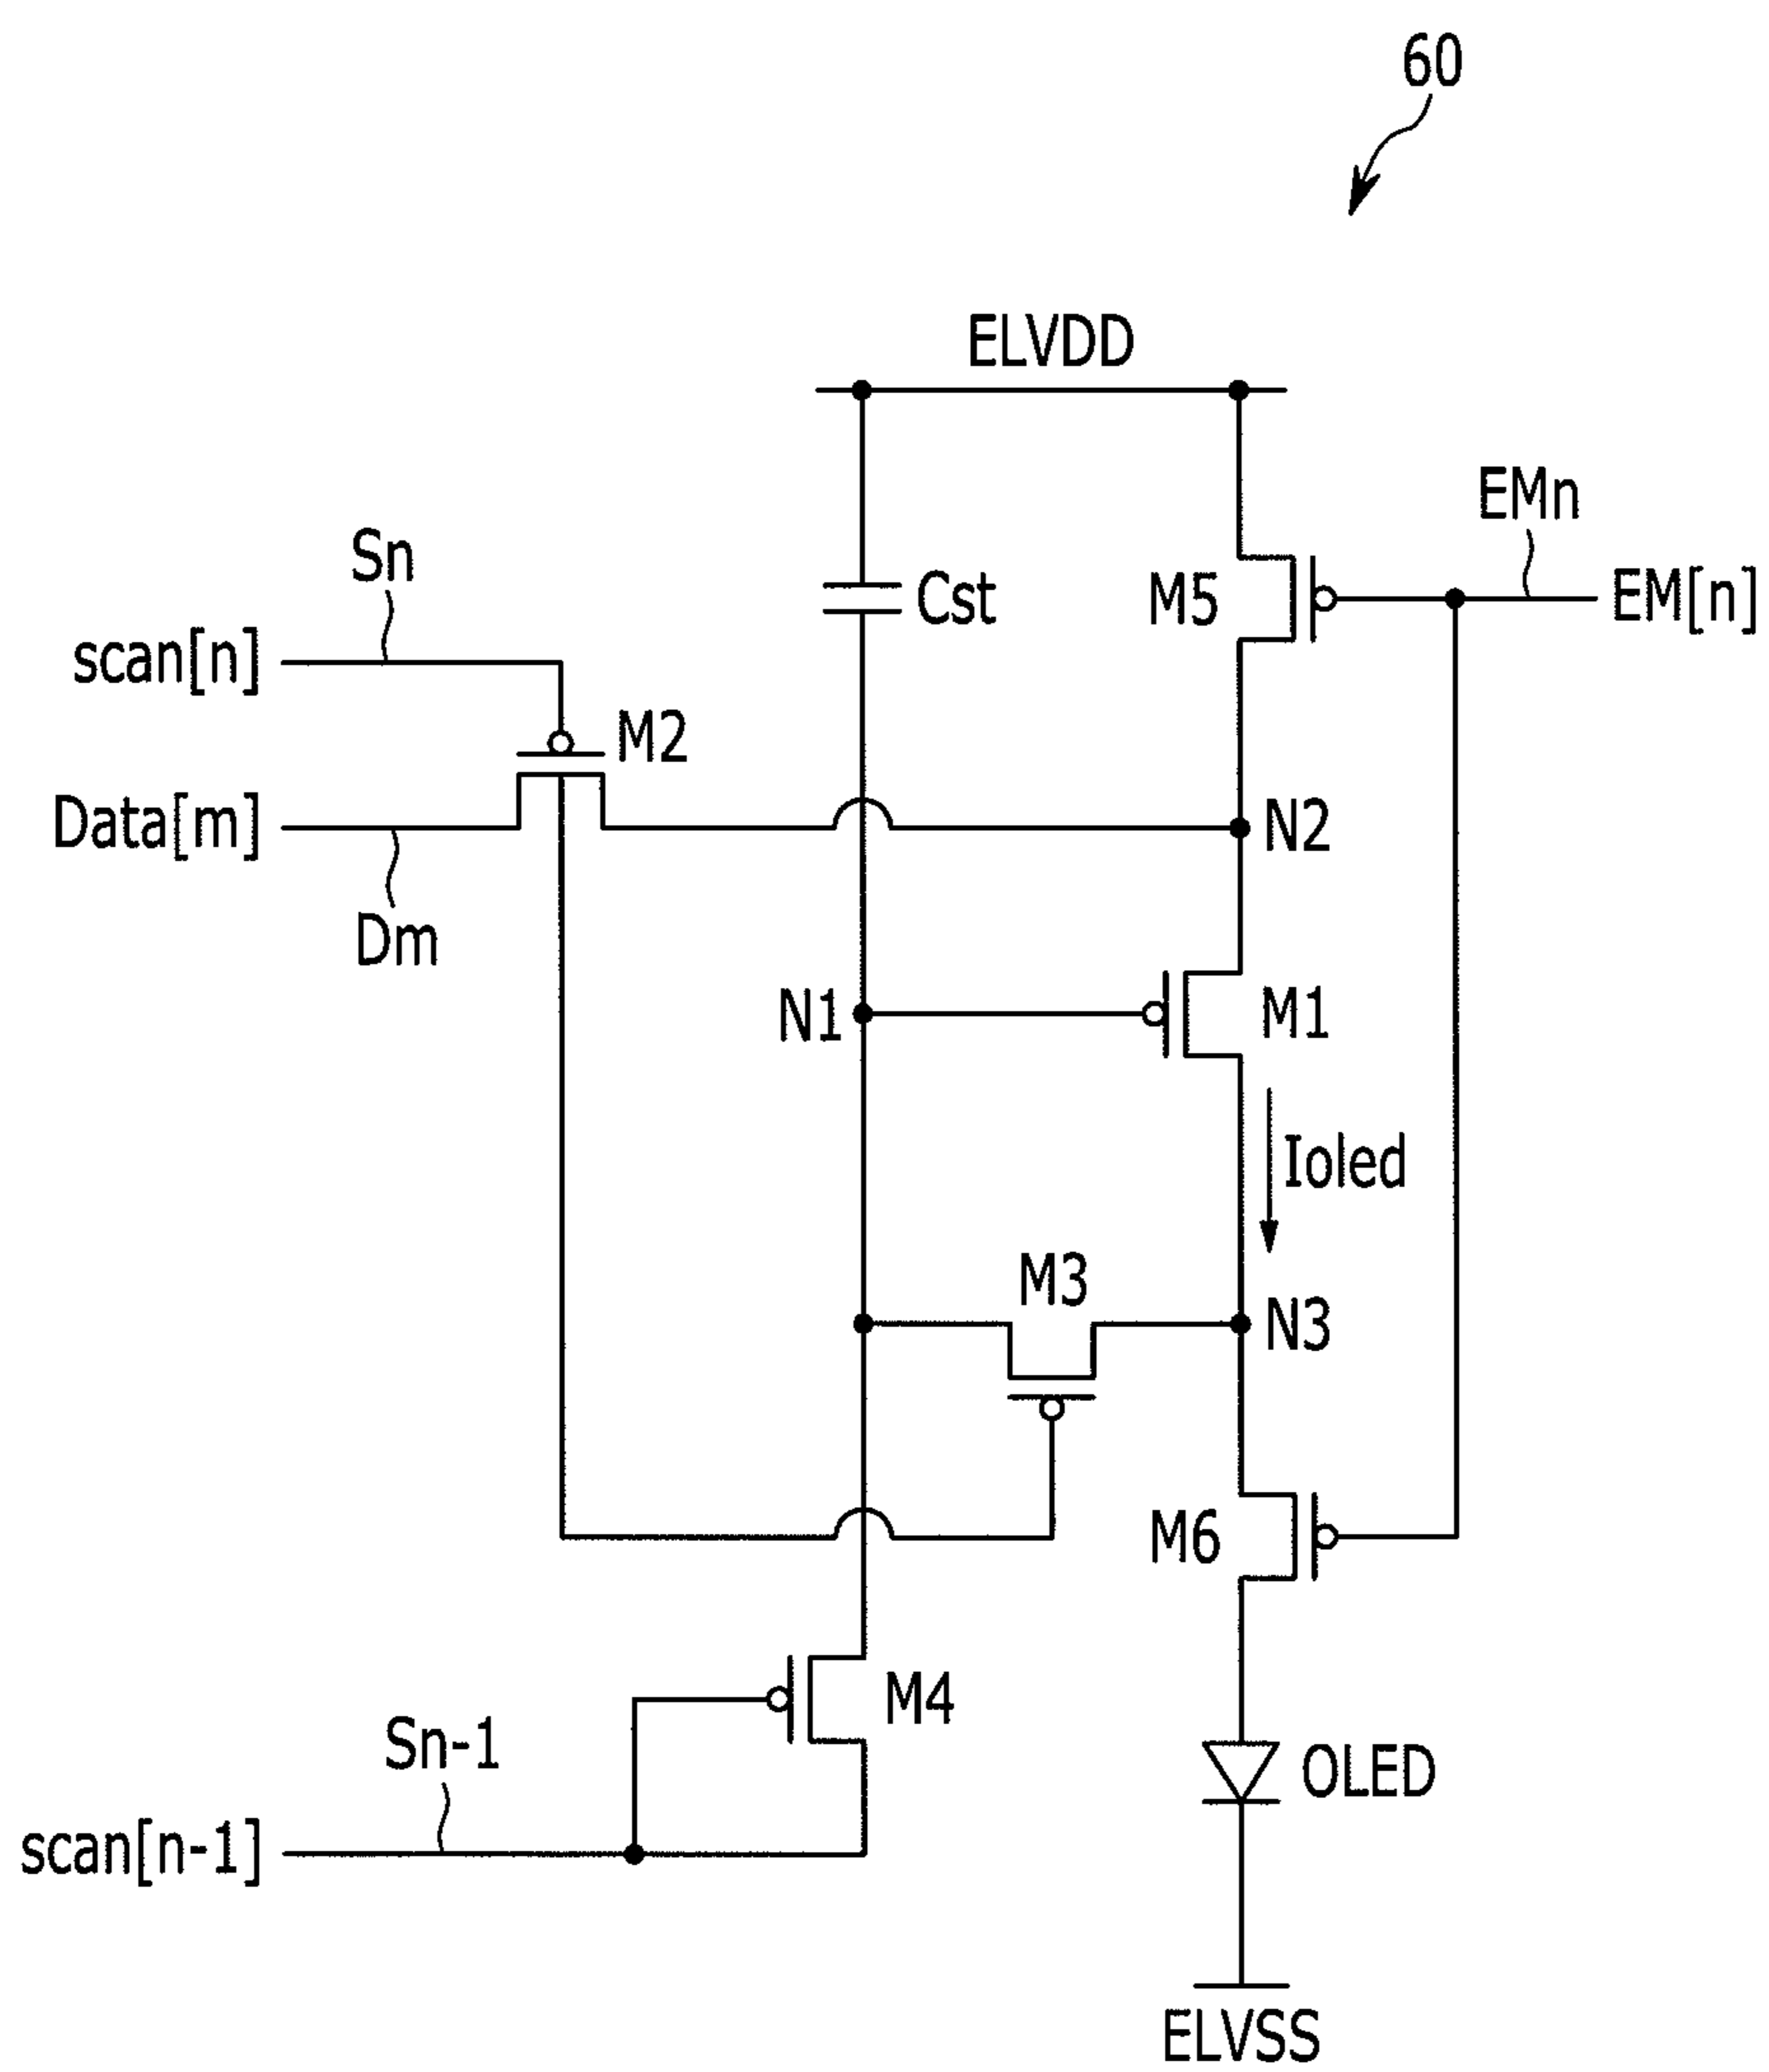 60
ELVDD
EMn
Sn
M5
EM[n]
Cst
scan[n]
M2
Data[m]
N2
Dm
N1
M1
Ioled
M3
N3
M6
M4
Sn-1
OLED
scan[n-1]
ELVSS